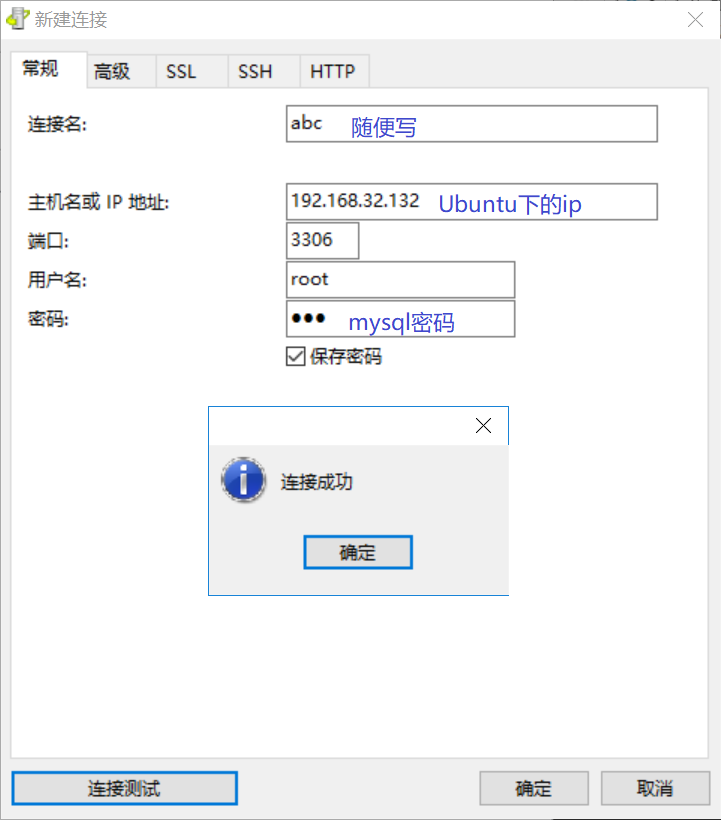 新建连接
常规 高级 SSL SSH HTTP
连接名: abc 随便写
主机名或 IP 地址: 192.168.32.132 Ubuntu下的ip
端口: 3306
用户名: root
密码: ●●● mysql密码
保存密码
连接成功
确定
连接测试 确定 取消